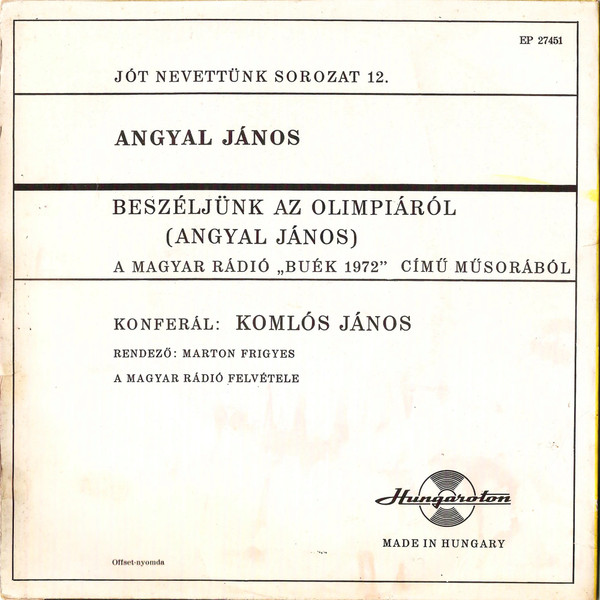 EP 27451
JÓT NEVETTÜNK SOROZAT 12.
ANGYAL JÁNOS
BESZÉLJÜNK AZ OLIMPIÁRÓL
(ANGYAL JÁNOS)
A MAGYAR RÁDIÓ „BUÉK 1972” CÍMŰ MŰSORÁBÓL
KONFERÁL: KOMLÓS JÁNOS
RENDEZŐ: MARTON FRIGYES
A MAGYAR RÁDIÓ FELVÉTELE
Hungaroton
MADE IN HUNGARY
Offset-nyomda